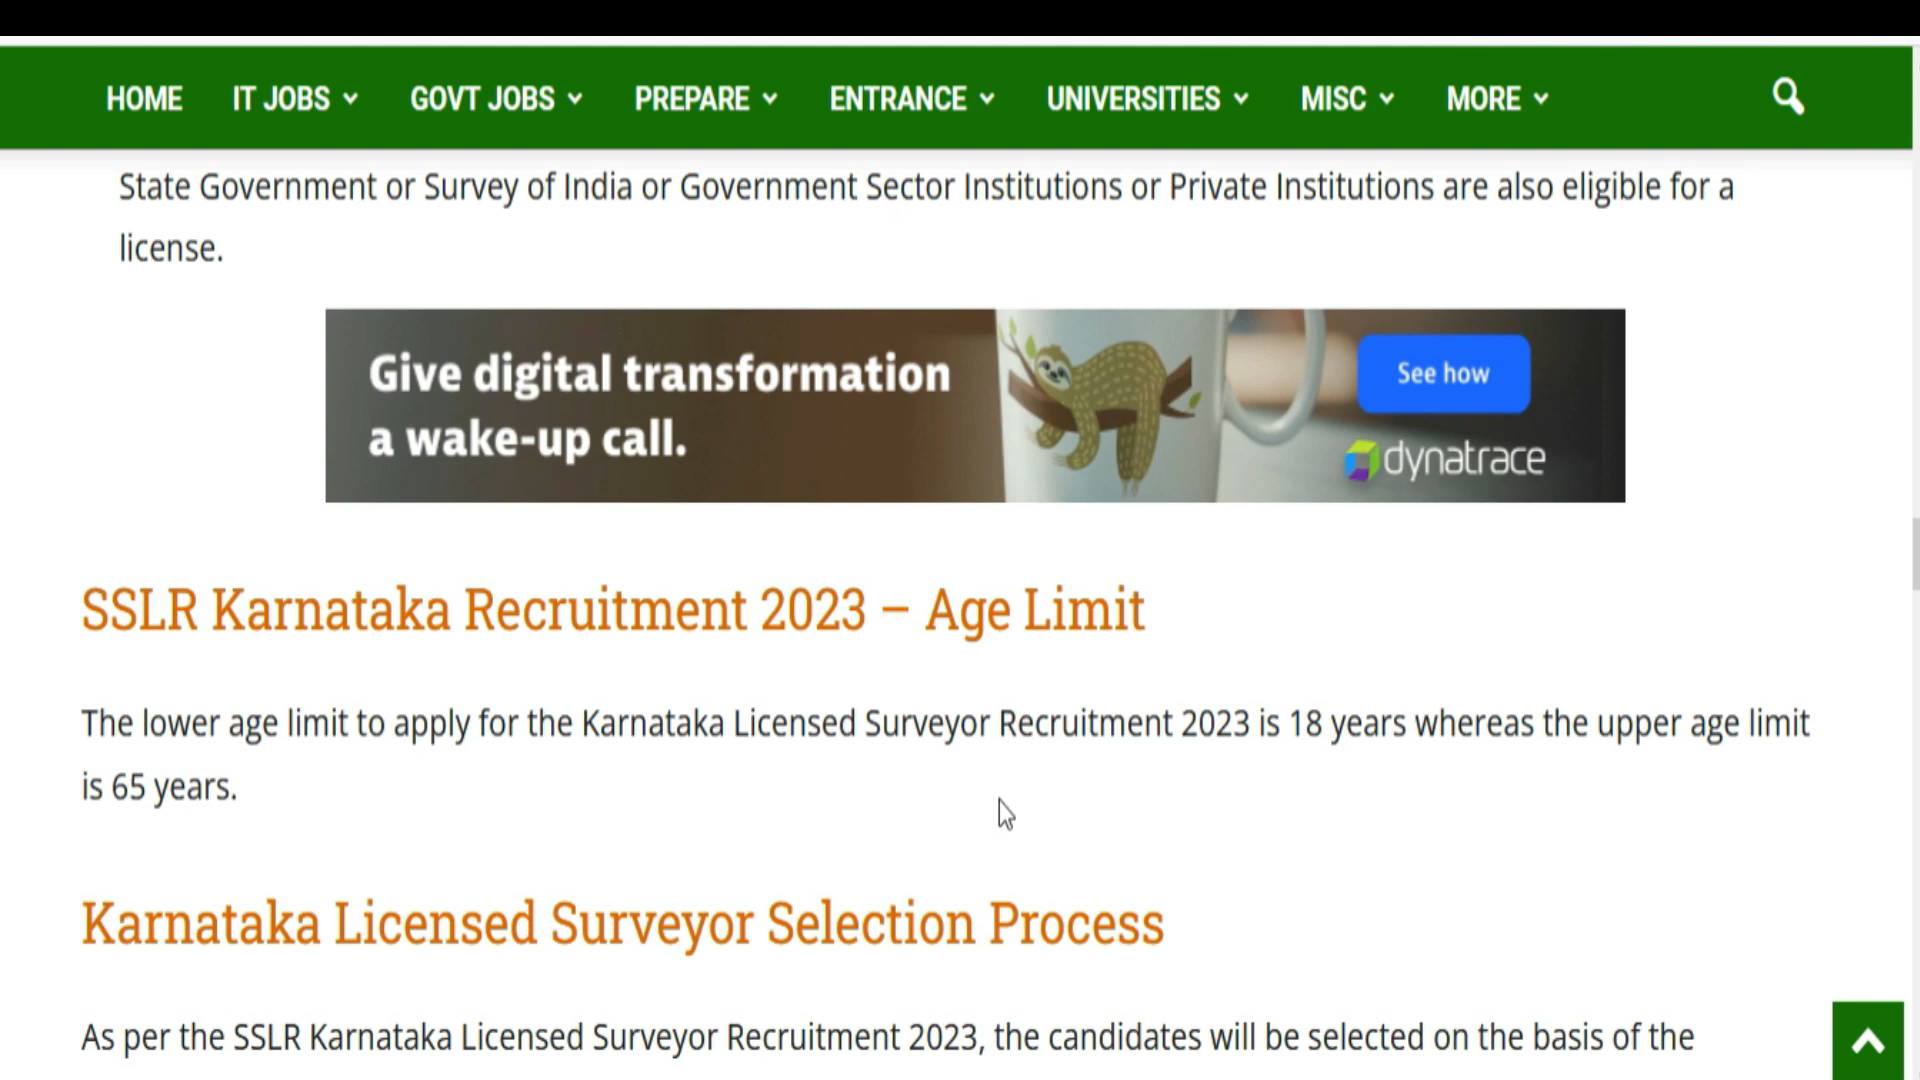 HOME IT JOBS GOVT JOBS PREPARE ENTRANCE UNIVERSITIES MISC MORE
State Government or Survey of India or Government Sector Institutions or Private Institutions are also eligible for a
license.
Give digital transformation
a wake-up call.
See how
dynatrace
SSLR Karnataka Recruitment 2023 – Age Limit
The lower age limit to apply for the Karnataka Licensed Surveyor Recruitment 2023 is 18 years whereas the upper age limit
is 65 years.
Karnataka Licensed Surveyor Selection Process
As per the SSLR Karnataka Licensed Surveyor Recruitment 2023, the candidates will be selected on the basis of the